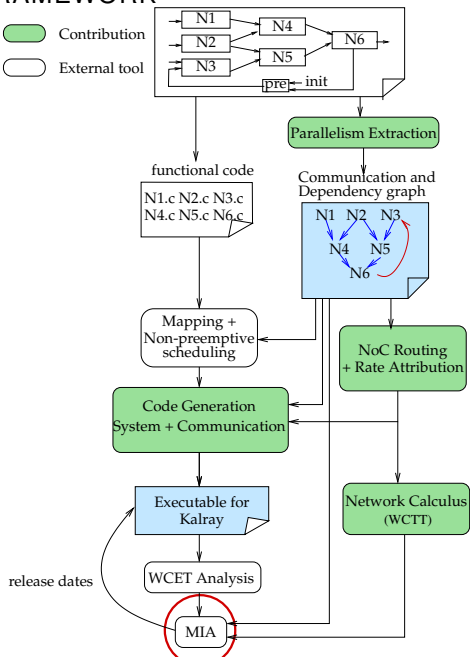 RAMEWORK
Contribution
External tool
N1
N2
N3
N4
N5
N6
pre
init
Parallelism Extraction
functional code
N1.c N2.c N3.c
N4.c N5.c N6.c
Communication and
Dependency graph
N1 N2 N3
N4 N5
N6
Mapping +
Non-preemptive
scheduling
NoC Routing
+ Rate Attribution
Code Generation
System + Communication
Executable for
Kalray
Network Calculus
(WCTT)
WCET Analysis
release dates
MIA